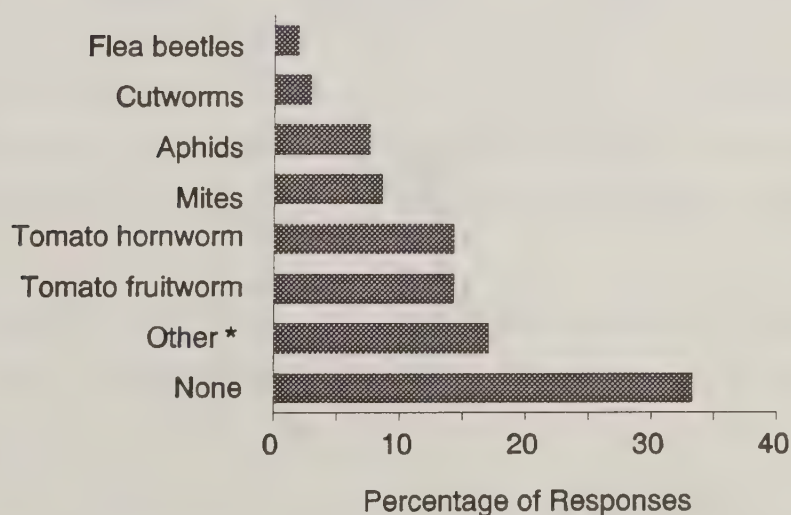 Flea beetles
Cutworms
Aphids
Mites
Tomato hornworm
Tomato fruitworm
Other *
None
0 10 20 30 40
Percentage of Responses